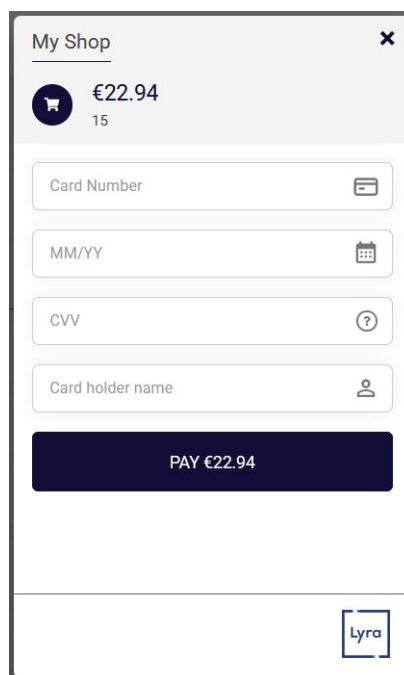 My Shop
€22.94
15
Card Number
MM/YY
CVV
Card holder name
PAY €22.94
Lyra